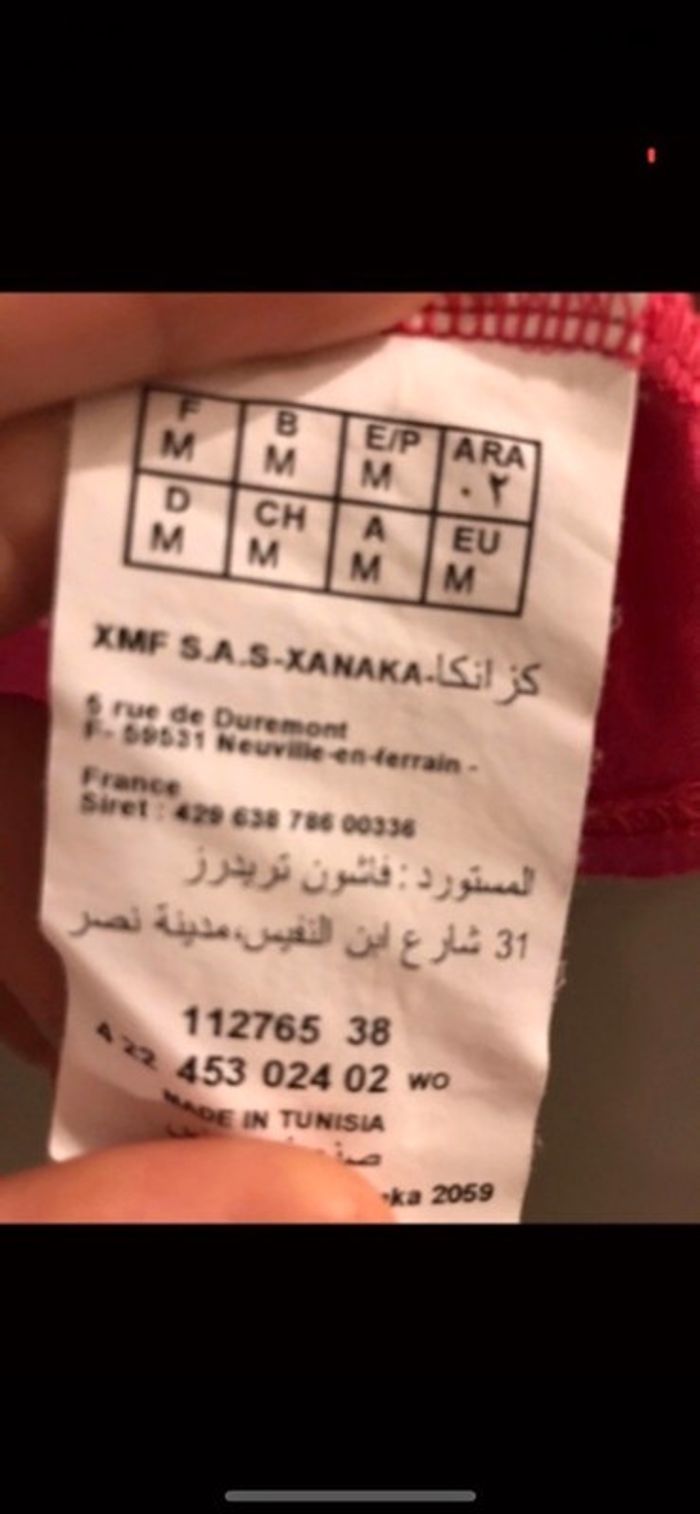 F B E/P ARA
M M M ٠٢
D CH A EU
M M M M
XMF S.A.S-XANAKA-كزانكا
5 rue de Duremont
F- 59531 Neuville-en-ferrain -
France
Siret : 429 638 786 00336
المستورد: فاشون تريدرز
31 شارع ابن النفيس،مدينة نصر
112765 38
A 22 453 024 02 WO
MADE IN TUNISIA
2059